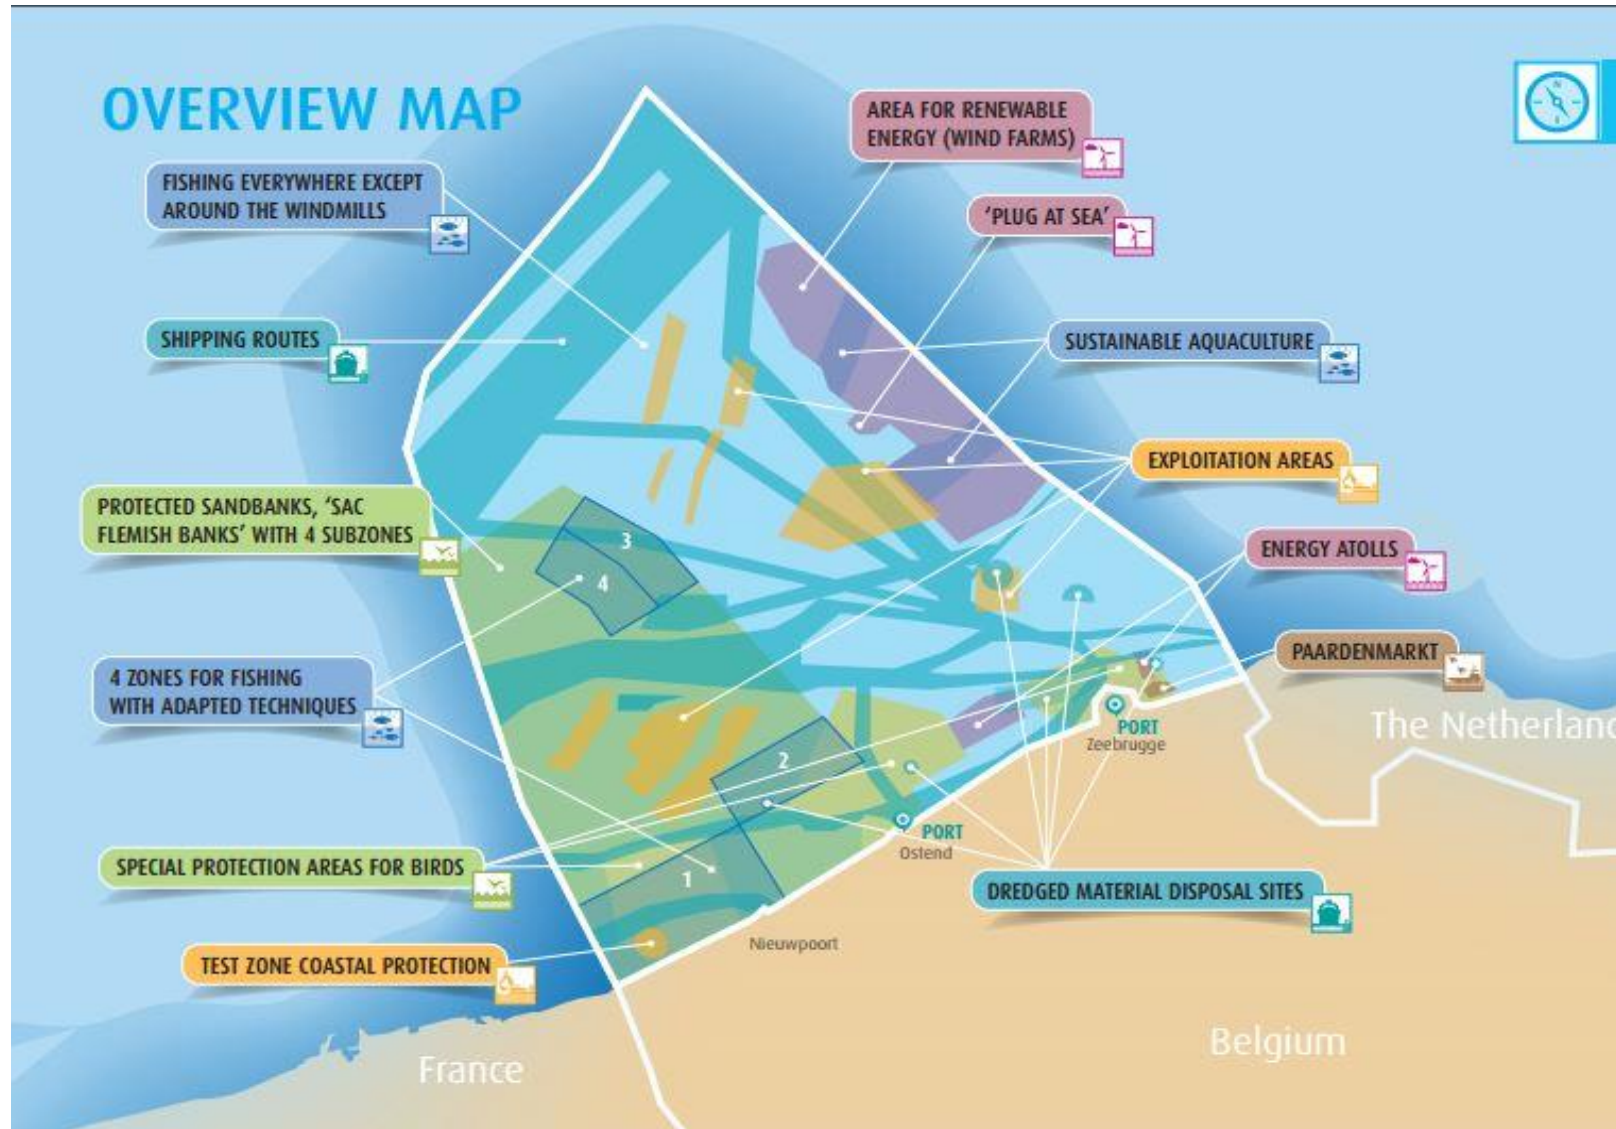 OVERVIEW MAP
AREA FOR RENEWABLE
ENERGY (WIND FARMS)
FISHING EVERYWHERE EXCEPT
AROUND THE WINDMILLS
'PLUG AT SEA'
SHIPPING ROUTES
SUSTAINABLE AQUACULTURE
EXPLOITATION AREAS
PROTECTED SANDBANKS, 'SAC
FLEMISH BANKS' WITH 4 SUBZONES
3
4
ENERGY ATOLLS
PAARDENMARKT
4 ZONES FOR FISHING
WITH ADAPTED TECHNIQUES
The Netherland
PORT
Zeebrugge
2
PORT
Ostend
SPECIAL PROTECTION AREAS FOR BIRDS
1
DREDGED MATERIAL DISPOSAL SITES
Nieuwpoort
TEST ZONE COASTAL PROTECTION
Belgium
France